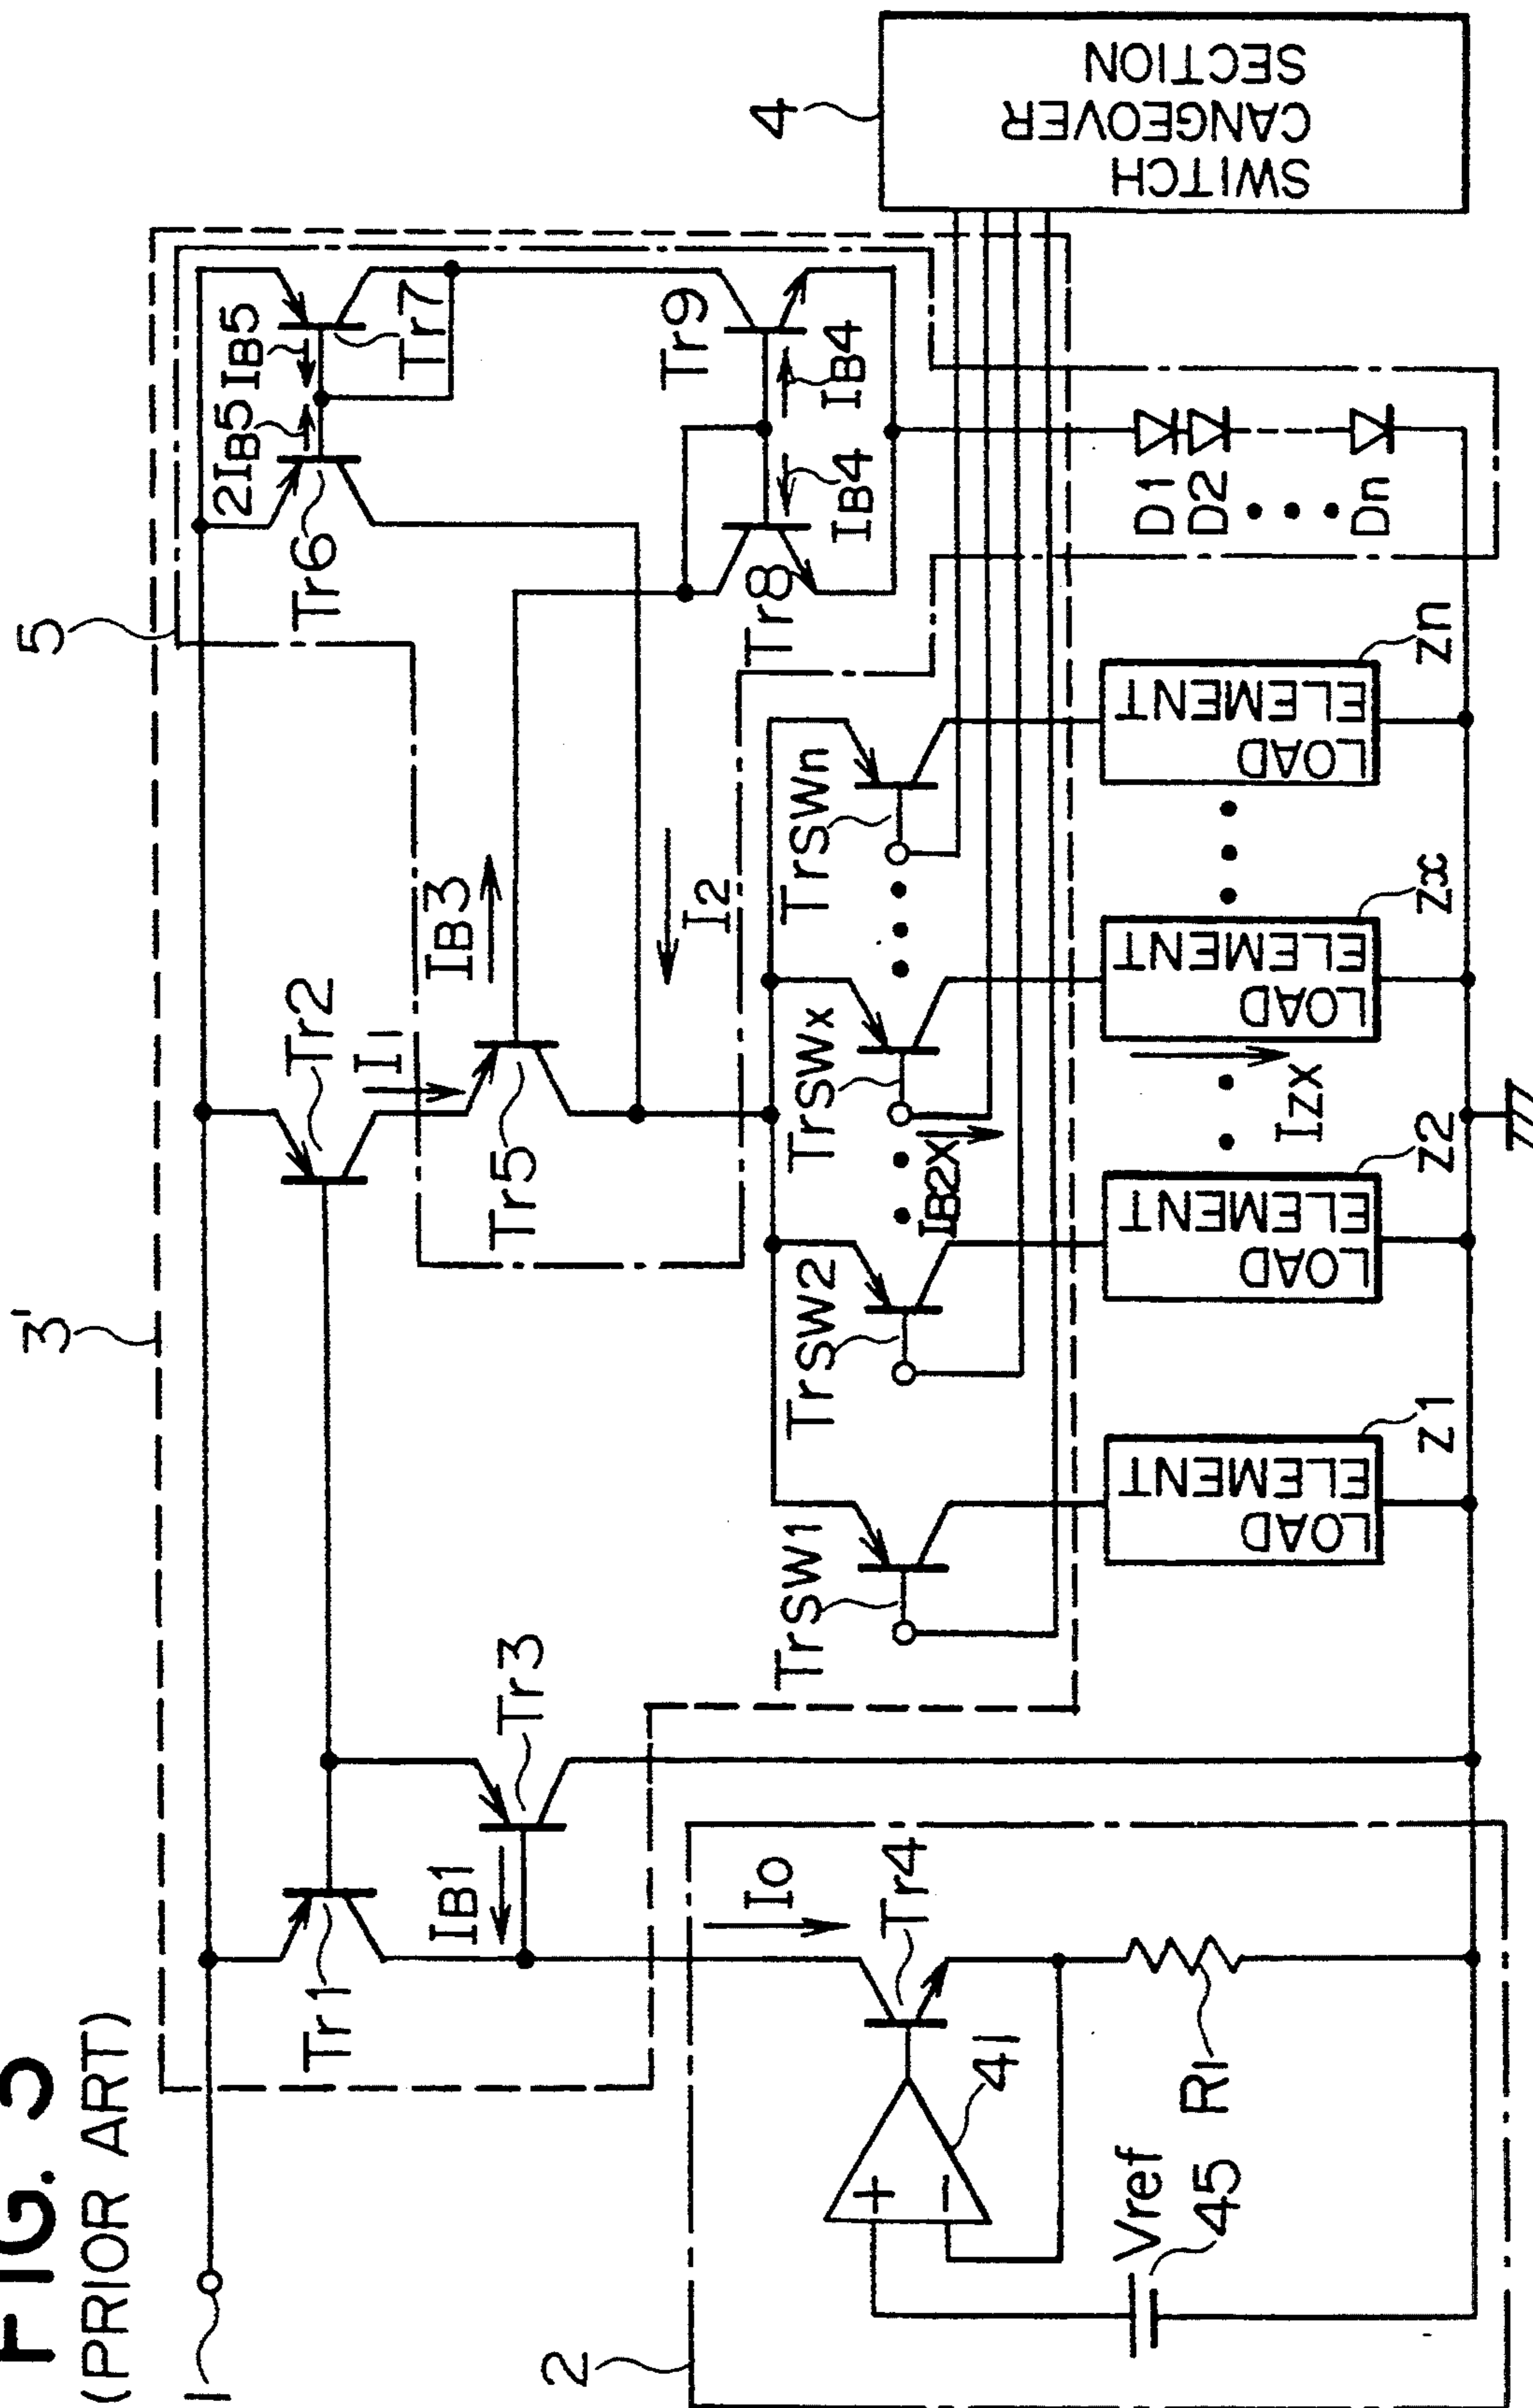 FIG. 5
(PRIOR ART)
1
3'
5
Tr1
Tr2
I1
Tr6
2IB5
IB5
Tr7
IB1
Tr3
Tr5
IB3
I2
Tr8
IB4
IB4
Tr9
4
SWITCH
CANGEOVER
SECTION
2
I0
Tr4
41
R1
Vref
45
TrSW1
TrSW2
IB2X
TrSWx
TrSWn
LOAD
ELEMENT
z1
LOAD
ELEMENT
z2
IZX
LOAD
ELEMENT
zx
LOAD
ELEMENT
zn
D1
D2
Dn
+
−